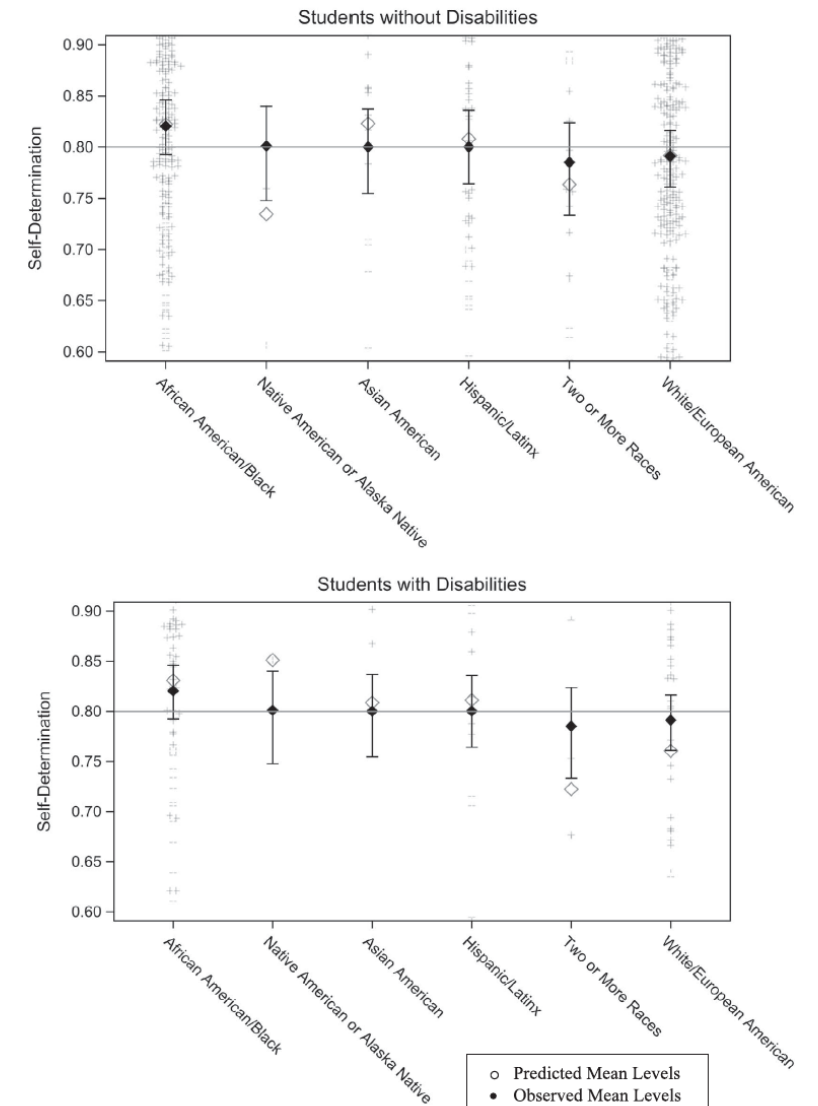 Students without Disabilities
Self-Determination
0.90
0.85
0.80
0.75
0.70
0.65
0.60
African American/Black
Native American or Alaska Native
Asian American
Hispanic/Latinx
Two or More Races
White/European American
Students with Disabilities
Self-Determination
0.90
0.85
0.80
0.75
0.70
0.65
0.60
African American/Black
Native American or Alaska Native
Asian American
Hispanic/Latinx
Two or More Races
White/European American
Predicted Mean Levels
Observed Mean Levels